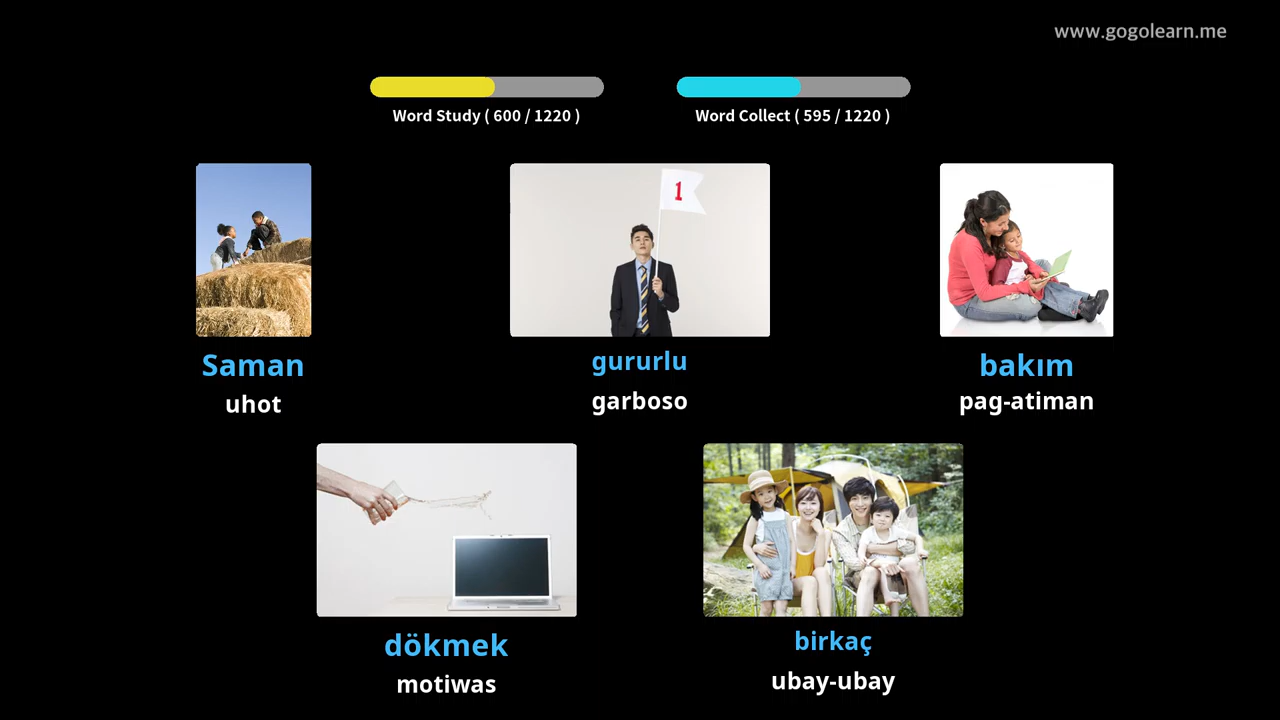 www.gogolearn.me
Word Study ( 600 / 1220 )
Word Collect ( 595 / 1220 )
1
Saman
uhot
gururlu
garboso
bakım
pag-atiman
dökmek
motiwas
birkaç
ubay-ubay